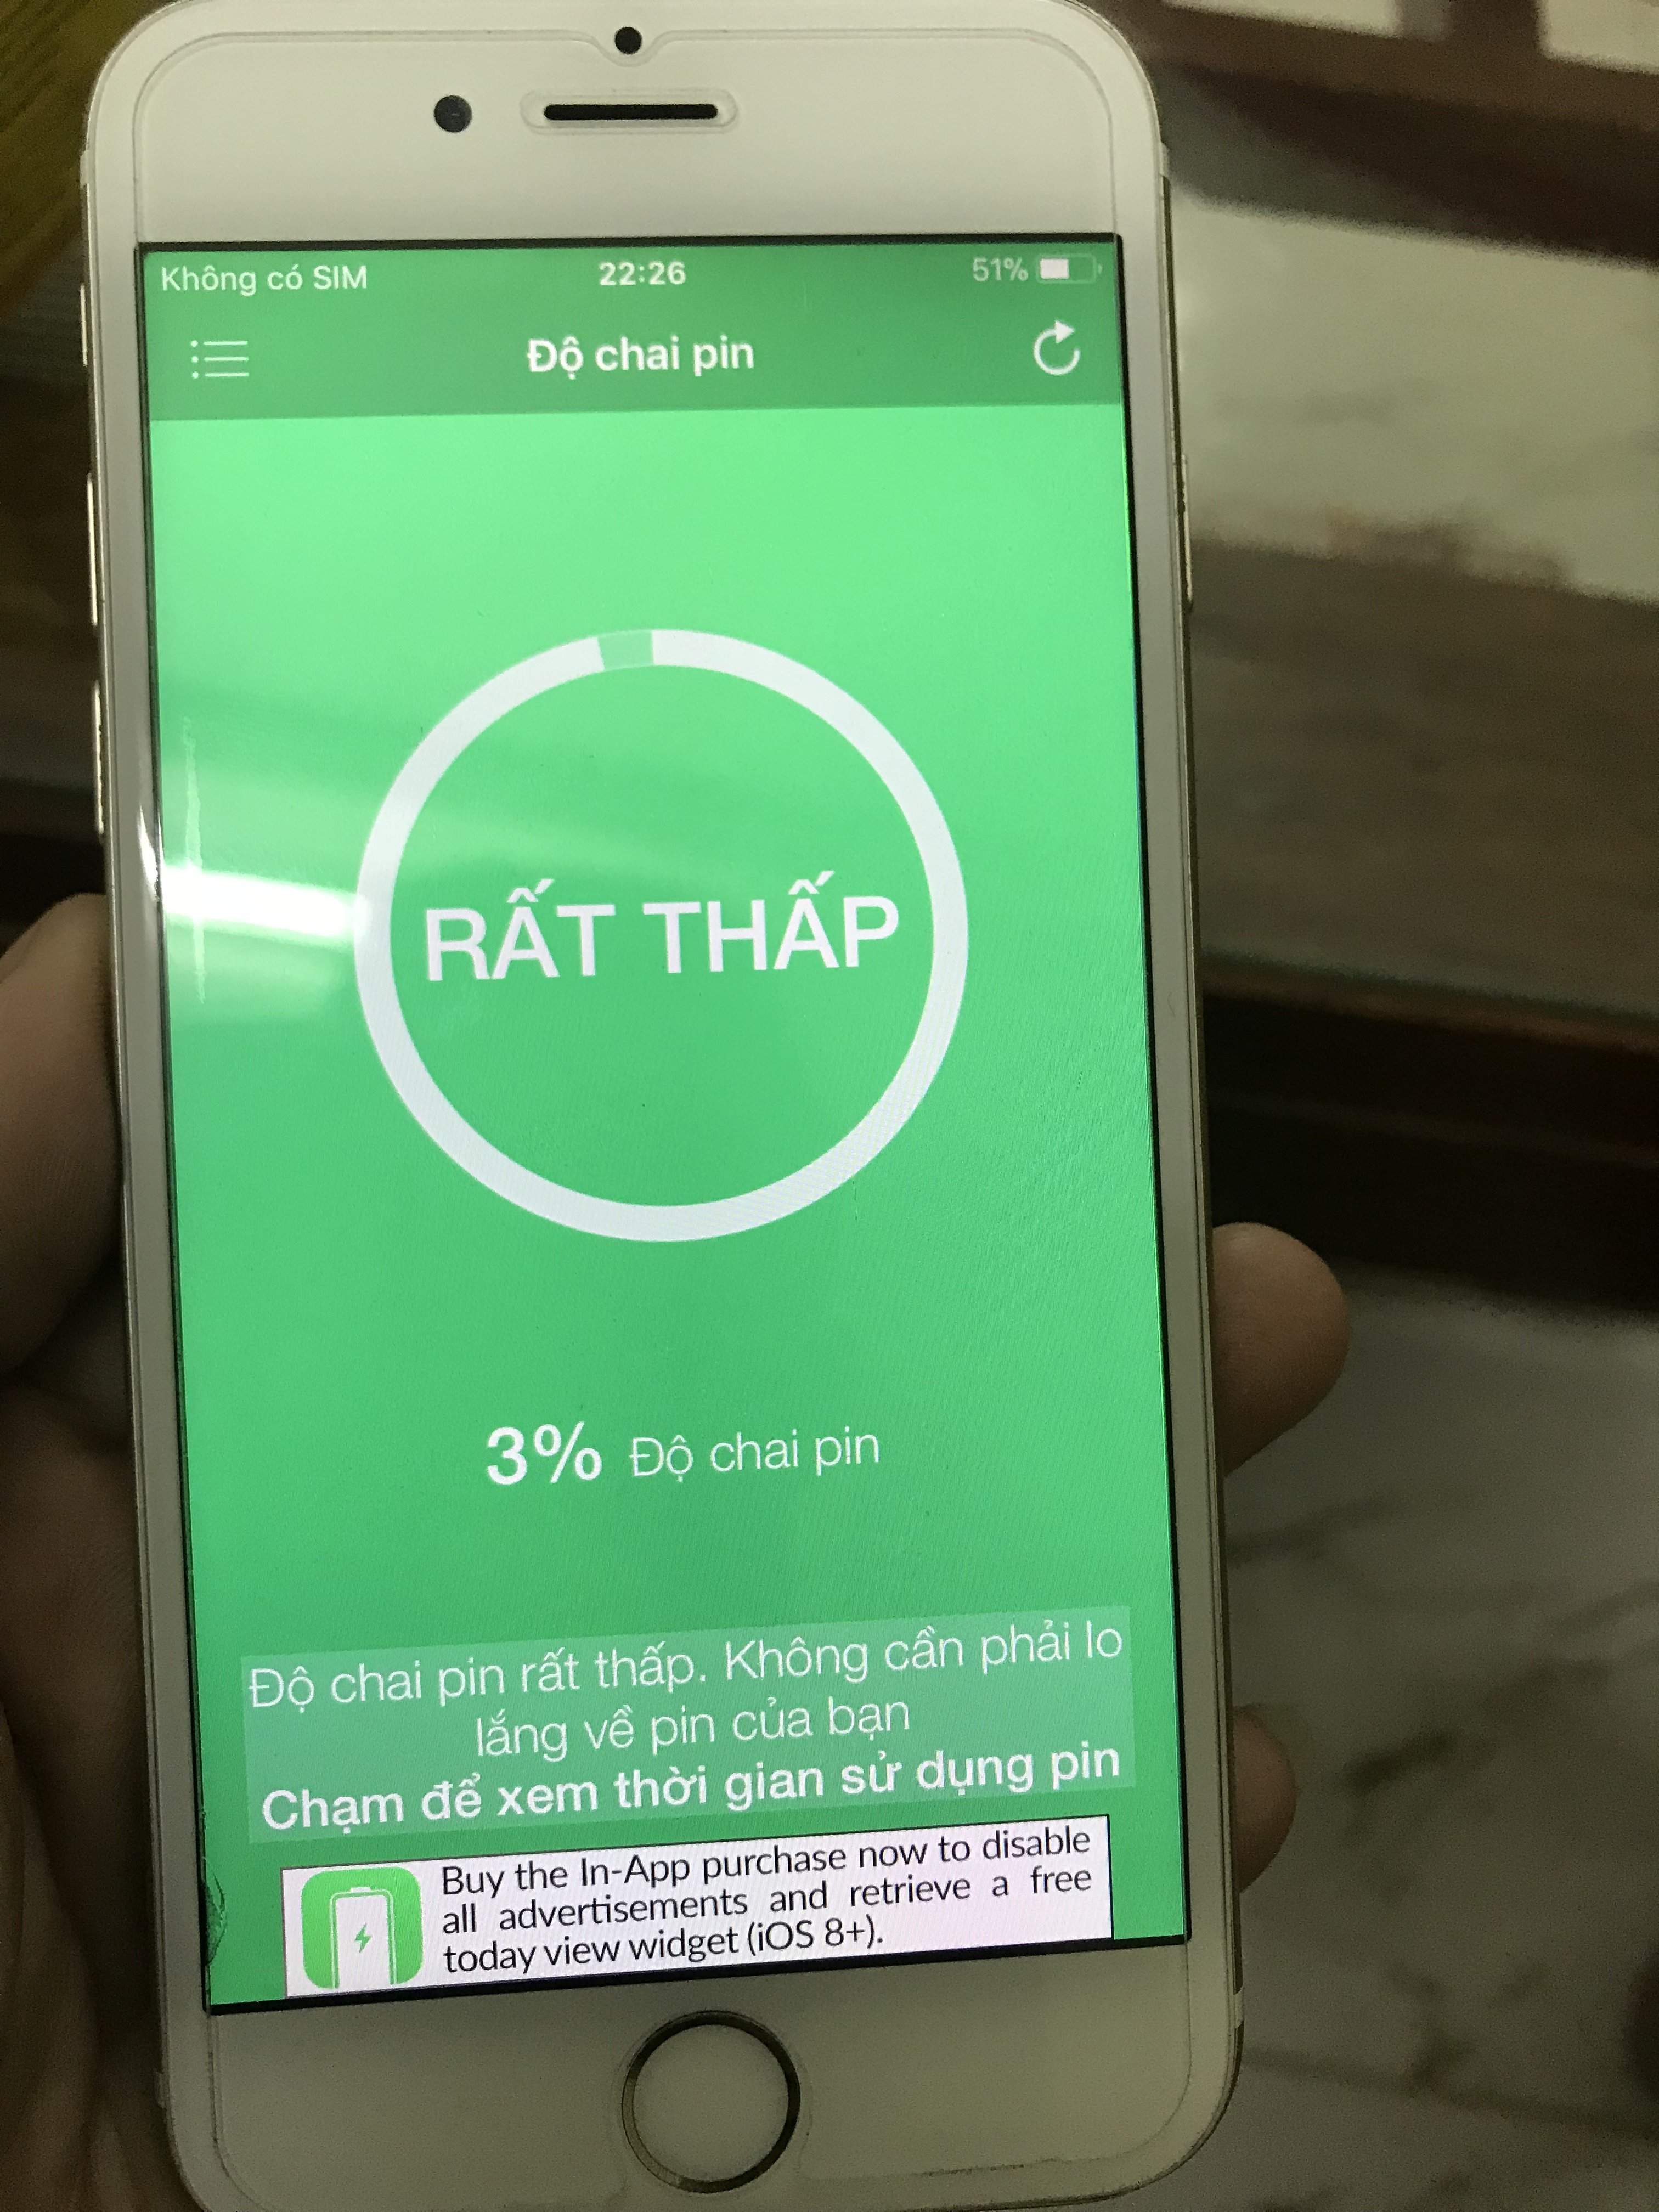 Không có SIM 22:26 51%
Độ chai pin
RẤT THẤP
3% Độ chai pin
Độ chai pin rất thấp. Không cần phải lo
lắng về pin của bạn
Chạm để xem thời gian sử dụng pin
Buy the In-App purchase now to disable
all advertisements and retrieve a free
today view widget (iOS 8+).